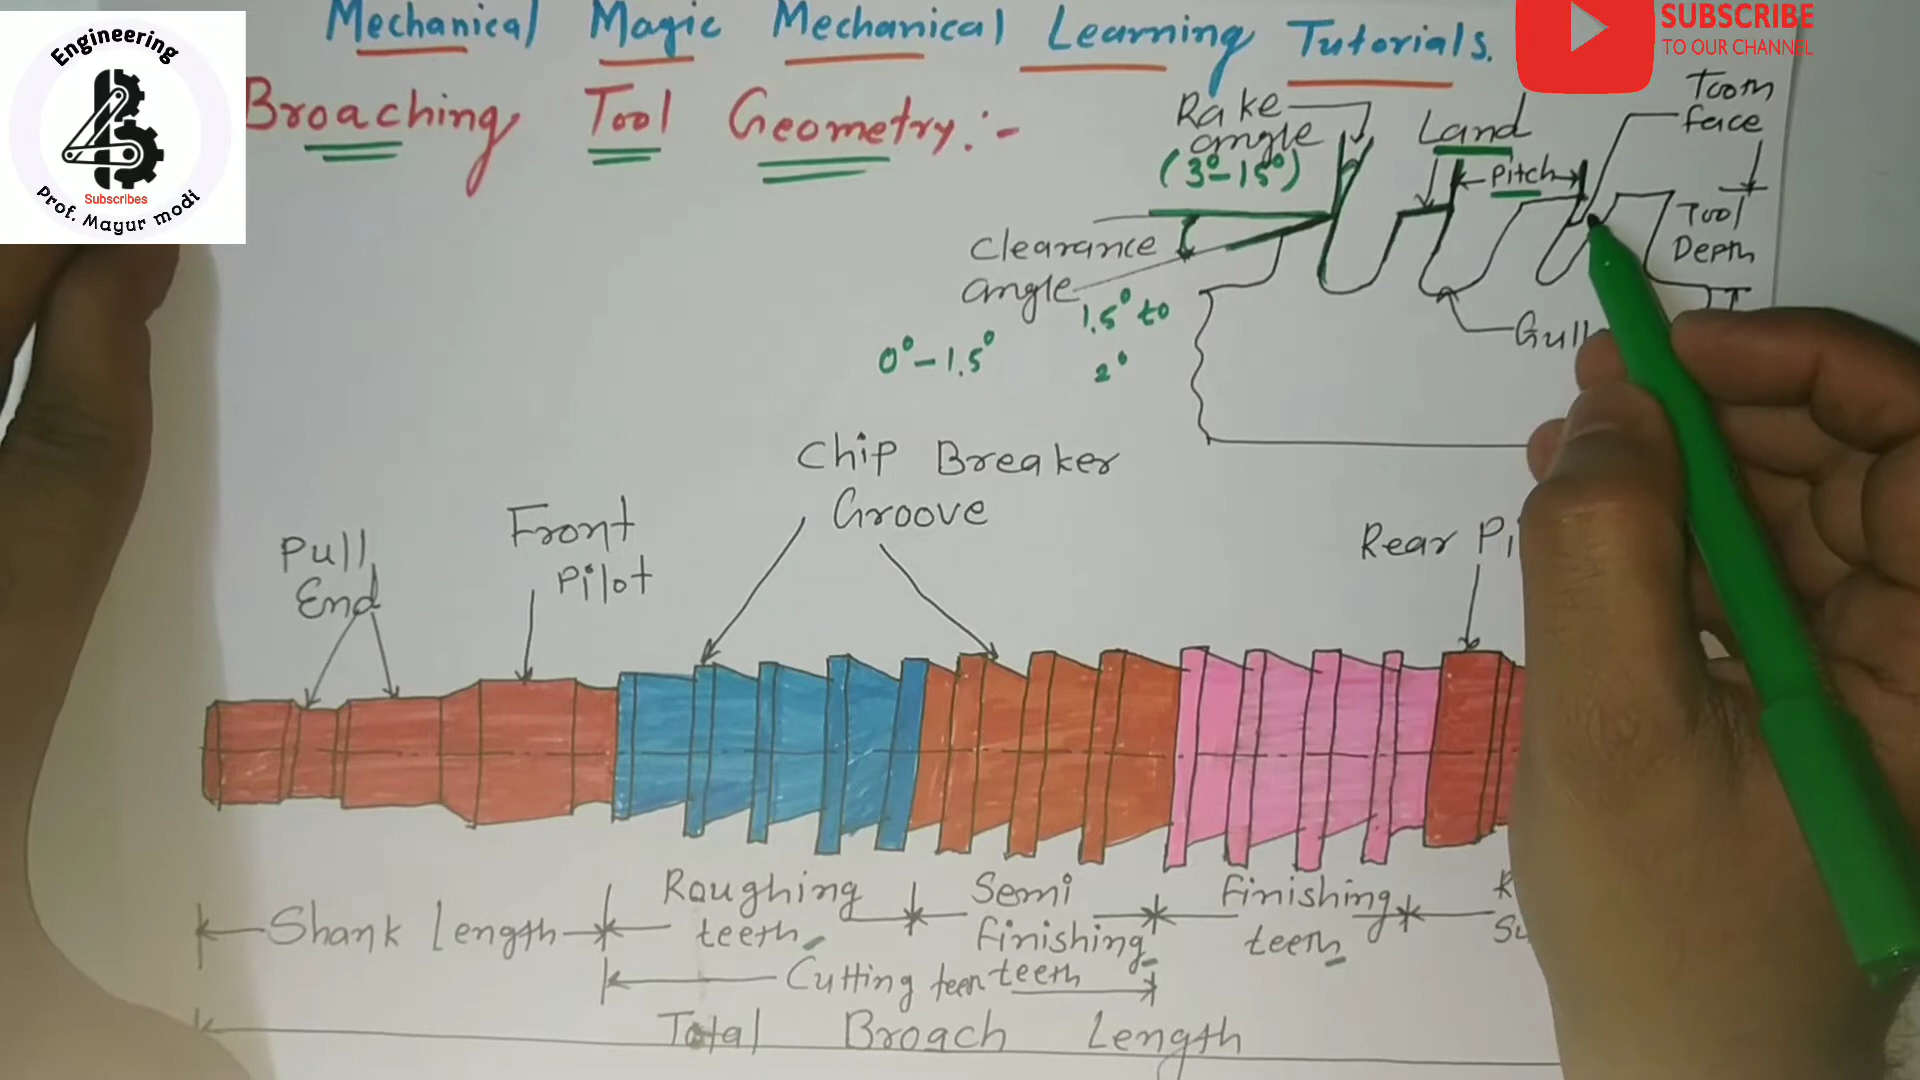 Engineering
Subscribes
Prof. Mayur modi
SUBSCRIBE
TO OUR CHANNEL
Mechanical Magic Mechanical Learning Tutorials.
Broaching Tool Geometry:-
Rake
angle
(3°-15°)
Land
Pitch
Tooth
face
Tool
Depth
Clearance
angle
1.5° to
2°
0°-1.5°
Chip Breaker
Groove
Pull
End
Front
Pilot
Rear
Shank Length
Roughing
teeth
Semi
finishing
teeth
Finishing
teeth
Cutting teeth
Total Broach Length